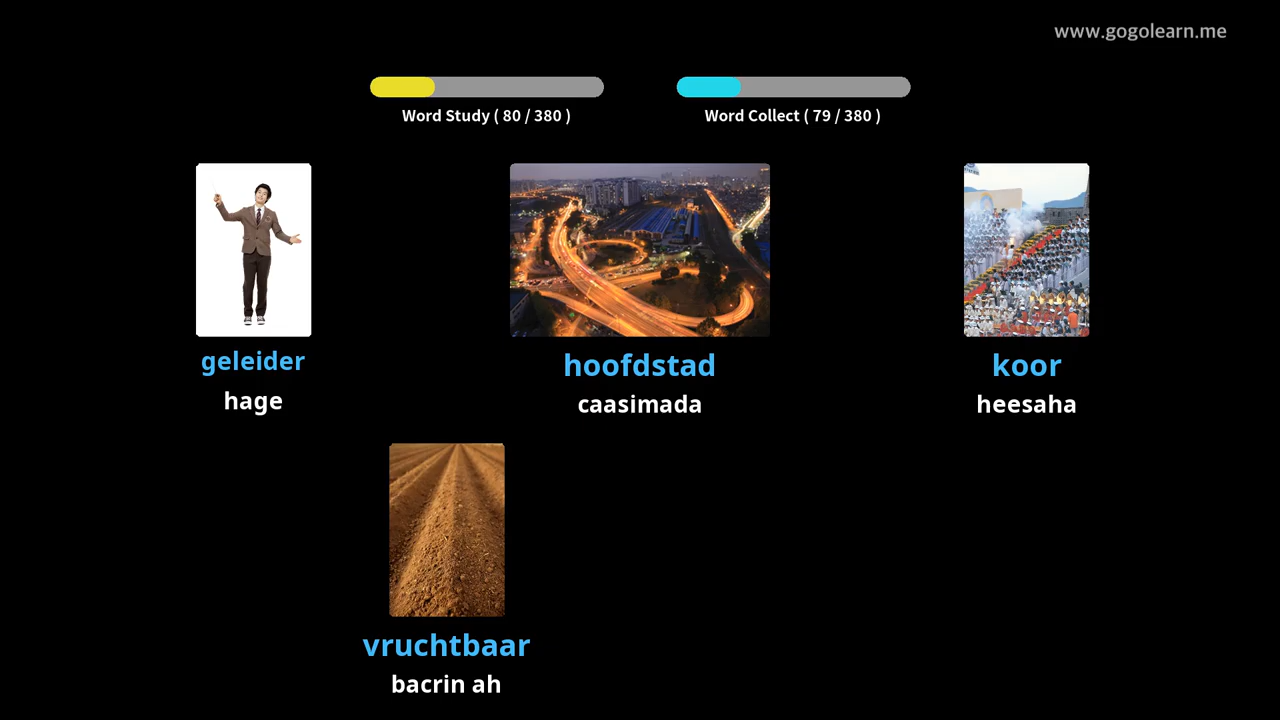 www.gogolearn.me
Word Study ( 80 / 380 )
Word Collect ( 79 / 380 )
geleider
hage
hoofdstad
caasimada
koor
heesaha
vruchtbaar
bacrin ah